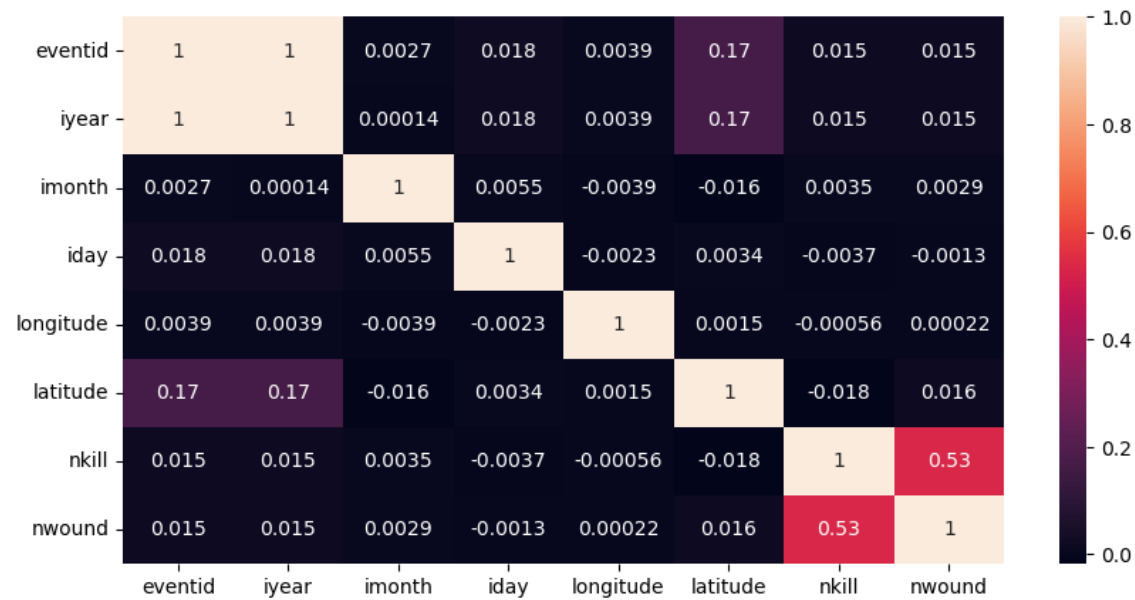 eventid 1 1 0.0027 0.018 0.0039 0.17 0.015 0.015
iyear 1 1 0.00014 0.018 0.0039 0.17 0.015 0.015
imonth 0.0027 0.00014 1 0.0055 -0.0039 -0.016 0.0035 0.0029
iday 0.018 0.018 0.0055 1 -0.0023 0.0034 -0.0037 -0.0013
longitude 0.0039 0.0039 -0.0039 -0.0023 1 0.0015 -0.00056 0.00022
latitude 0.17 0.17 -0.016 0.0034 0.0015 1 -0.018 0.016
nkill 0.015 0.015 0.0035 -0.0037 -0.00056 -0.018 1 0.53
nwound 0.015 0.015 0.0029 -0.0013 0.00022 0.016 0.53 1
eventid iyear imonth iday longitude latitude nkill nwound
1.0
0.8
0.6
0.4
0.2
0.0